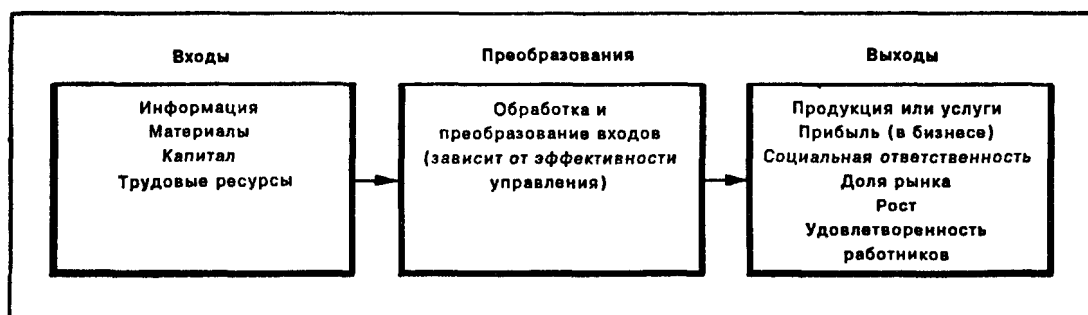 Входы
Информация
Материалы
Капитал
Трудовые ресурсы
Преобразования
Обработка и
преобразование входов
(зависит от эффективности
управления)
Выходы
Продукция или услуги
Прибыль (в бизнесе)
Социальная ответственность
Доля рынка
Рост
Удовлетворенность
работников